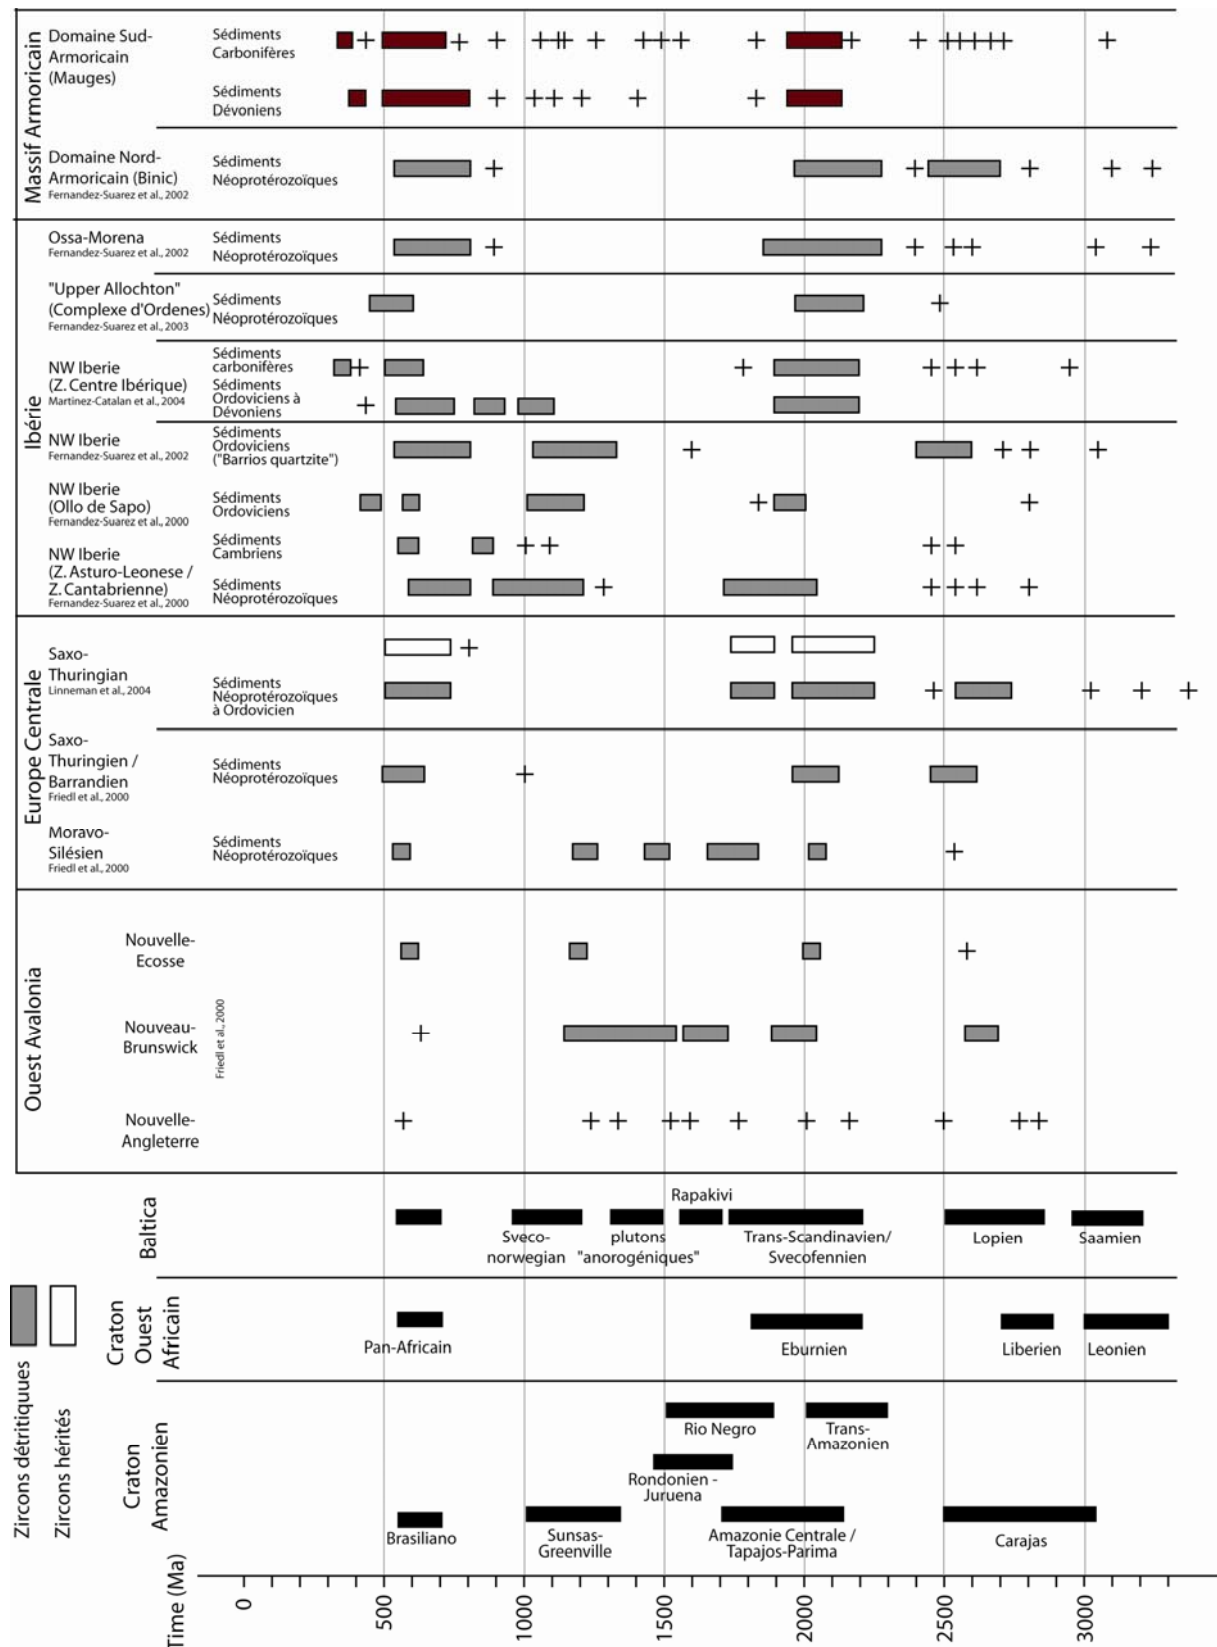 Massif Armoricain
Domaine Sud-
Armoricain
(Mauges)
Sédiments
Carbonifères
Sédiments
Dévoniens
Domaine Nord-
Armoricain (Binic)
Fernandez-Suarez et al., 2002
Sédiments
Néoprotérozoïques
Ibérie
Ossa-Morena
Fernandez-Suarez et al., 2002
Sédiments
Néoprotérozoïques
"Upper Allochton"
(Complexe d'Ordenes)
Fernandez-Suarez et al., 2003
Sédiments
Néoprotérozoïques
NW Iberie
(Z. Centre Ibérique)
Martinez-Catalan et al., 2004
Sédiments
carbonifères
Sédiments
Ordoviciens à
Dévoniens
NW Iberie
Fernandez-Suarez et al., 2002
Sédiments
Ordoviciens
("Barrios quartzite")
NW Iberie
(Ollo de Sapo)
Fernandez-Suarez et al., 2000
Sédiments
Ordoviciens
NW Iberie
(Z. Asturo-Leonese /
Z. Cantabrienne)
Fernandez-Suarez et al., 2000
Sédiments
Cambriens
Sédiments
Néoprotérozoïques
Europe Centrale
Saxo-
Thuringian
Linneman et al., 2004
Sédiments
Néoprotérozoïques
à Ordovicien
Saxo-
Thuringien /
Barrandien
Friedl et al., 2000
Sédiments
Néoprotérozoïques
Moravo-
Silésien
Friedl et al., 2000
Sédiments
Néoprotérozoïques
Ouest Avalonia
Nouvelle-
Ecosse
Nouveau-
Brunswick
Friedl et al., 2000
Nouvelle-
Angleterre
Baltica
Rapakivi
Sveco-
norwegian
plutons
"anorogéniques"
Trans-Scandinavien/
Svecofennien
Lopien
Saamien
Craton
Ouest
Africain
Pan-Africain
Eburnien
Liberien
Leonien
Craton
Amazonien
Rio Negro
Trans-
Amazonien
Rondonien -
Juruena
Brasiliano
Sunsas-
Greenville
Amazonie Centrale /
Tapajos-Parima
Carajas
Zircons détritiques
Zircons hérités
Time (Ma)
0
500
1000
1500
2000
2500
3000